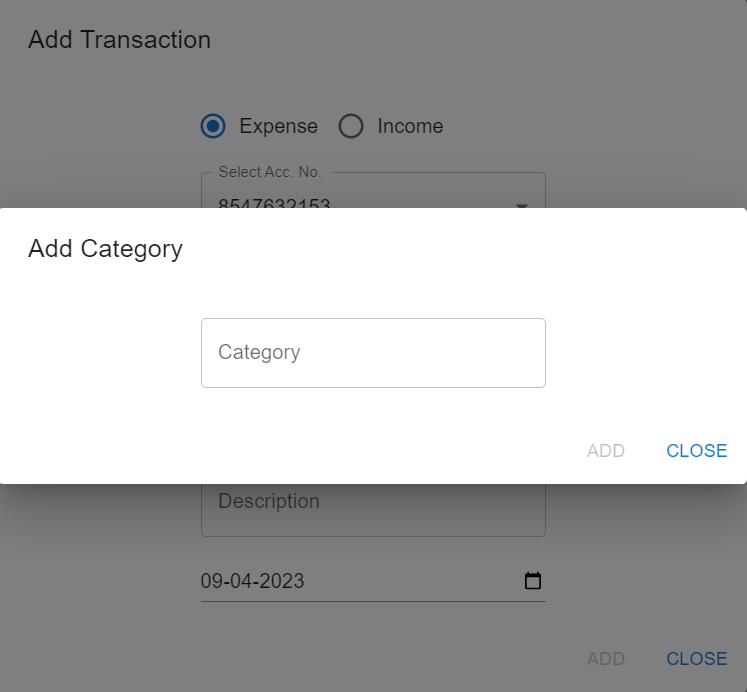 Add Transaction
Expense Income
Select Acc. No.
8547632153
Add Category
Category
ADD CLOSE
Description
09-04-2023
ADD CLOSE